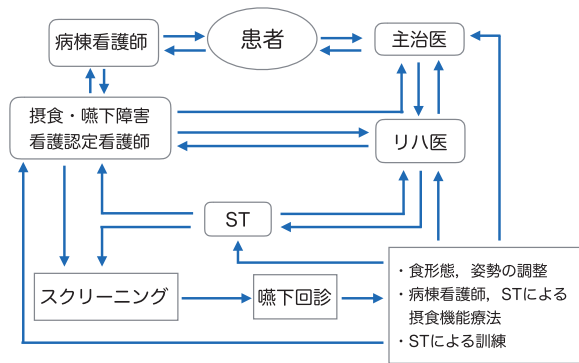 病棟看護師
患者
主治医
摂食・嚥下障害
看護認定看護師
リハ医
ST
スクリーニング
嚥下回診
・食形態，姿勢の調整
・病棟看護師，STによる
摂食機能療法
・STによる訓練